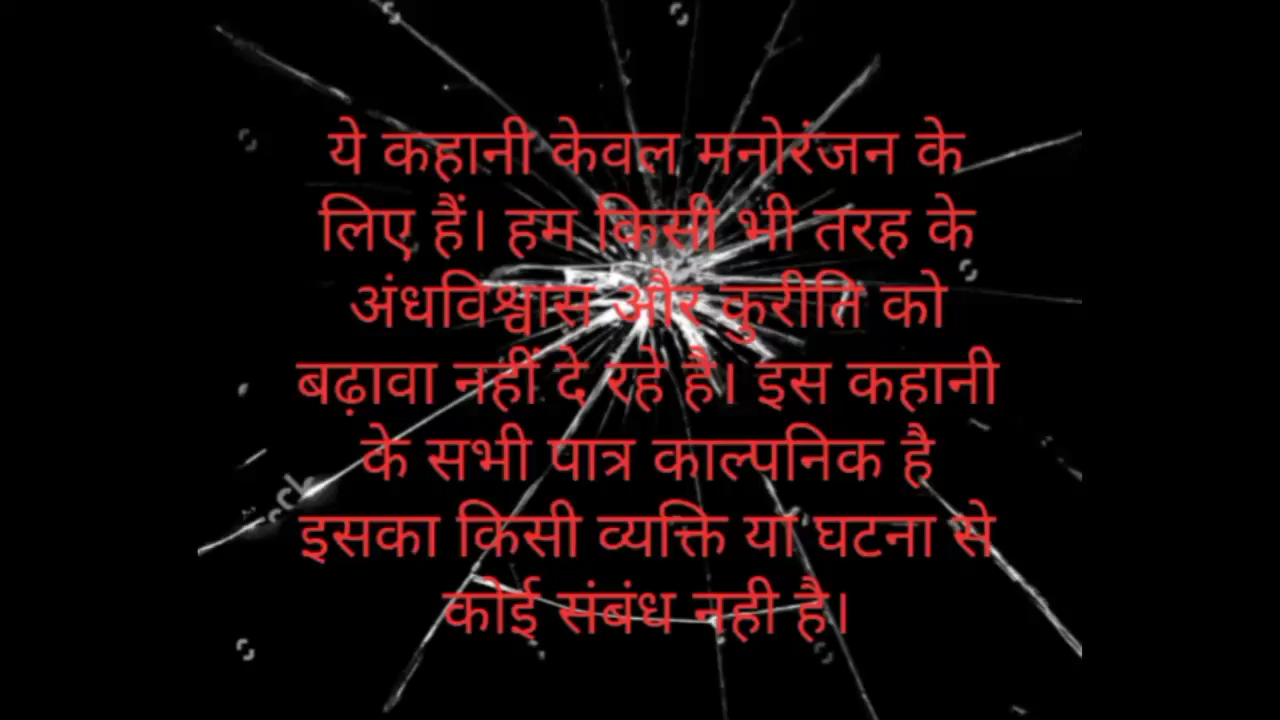 ये कहानी केवल मनोरंजन के
लिए हैं। हम किसी भी तरह के
अंधविश्वास और कुरीति को
बढ़ावा नहीं दे रहे है। इस कहानी
के सभी पात्र काल्पनिक है
इसका किसी व्यक्ति या घटना से
कोई संबंध नही है।